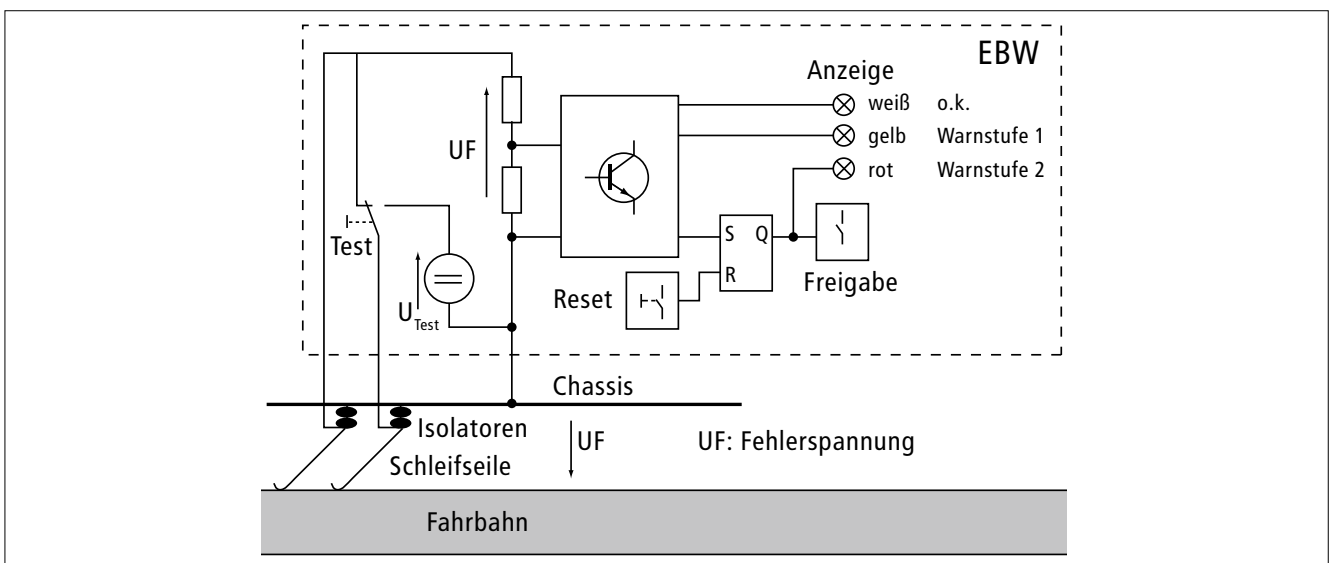 EBW
Anzeige
weiß o.k.
gelb Warnstufe 1
rot Warnstufe 2
UF
Test
U Test
S Q
R
Reset
Freigabe
Chassis
Isolatoren
Schleifseile
UF
UF: Fehlerspannung
Fahrbahn